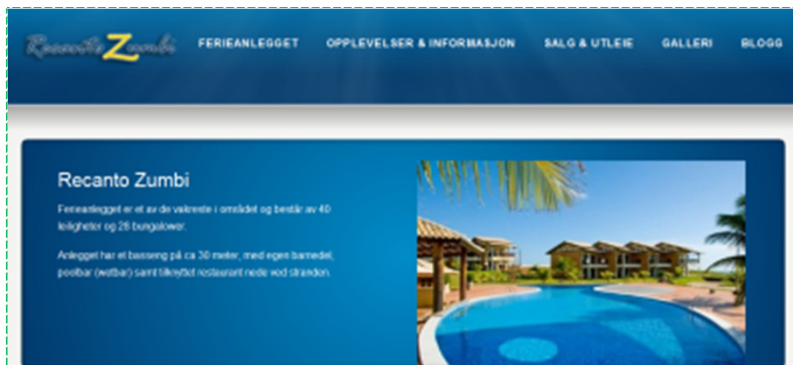 Recanto Zumbi
FERIEANLEGGET OPPLEVELSER & INFORMASJON SALG & UTLEIE GALLERI BLOGG
Recanto Zumbi
Ferieanlegget er et av de vakreste i området og består av 40
leiligheter og 28 bungalower.
Anlegget har et basseng på ca 30 meter, med egen barnedel,
poolbar (wetbar) samt tilknyttet restaurant nede ved stranden.